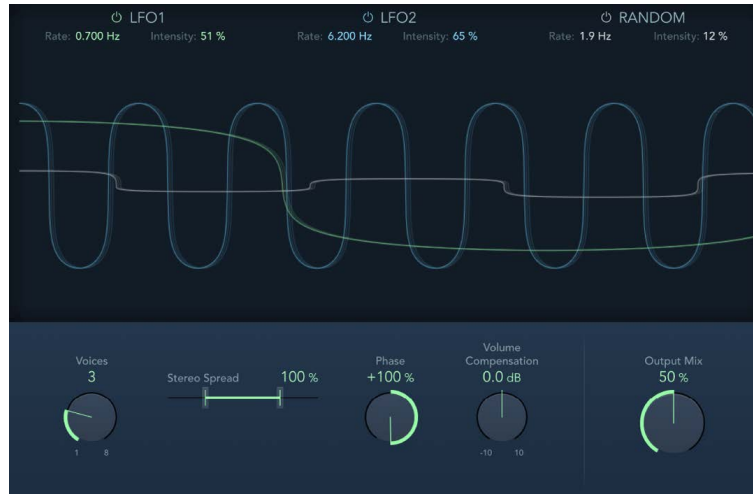 LFO1 LFO2 RANDOM
Rate: 0.700 Hz Intensity: 51 % Rate: 6.200 Hz Intensity: 65 % Rate: 1.9 Hz Intensity: 12 %
Volume
Voices Phase Compensation Output Mix
3 Stereo Spread 100 % +100 % 0.0 dB 50 %
1 8 -10 10